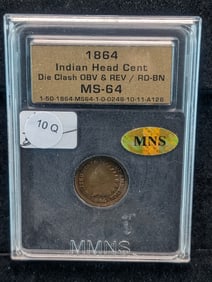 1864
Indian Head Cent
Die Clash OBV & REV / RD-BN
MS-64
1-50-1864-MS64-1-0-0249-10-11-A128
10 Q
MNS
MMNS